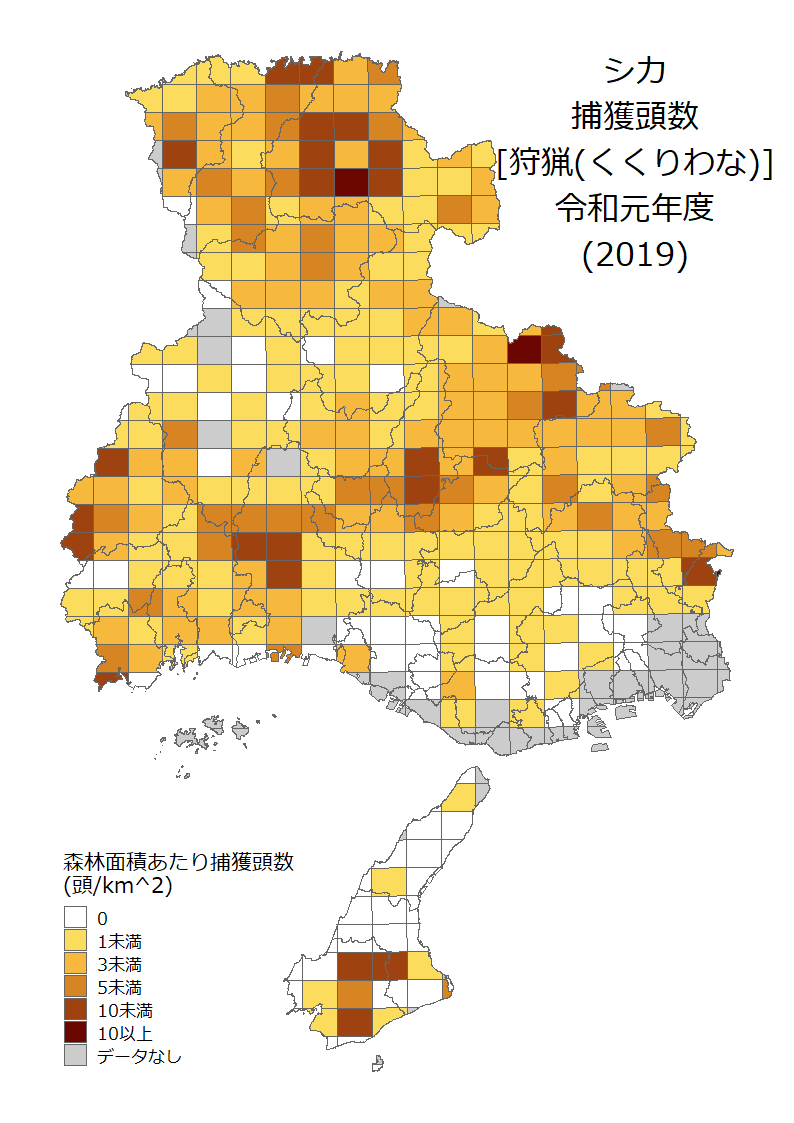 シカ
捕獲頭数
[狩猟(くくりわな)]
令和元年度
(2019)
森林面積あたり捕獲頭数
(頭/km^2)
0
1未満
3未満
5未満
10未満
10以上
データなし